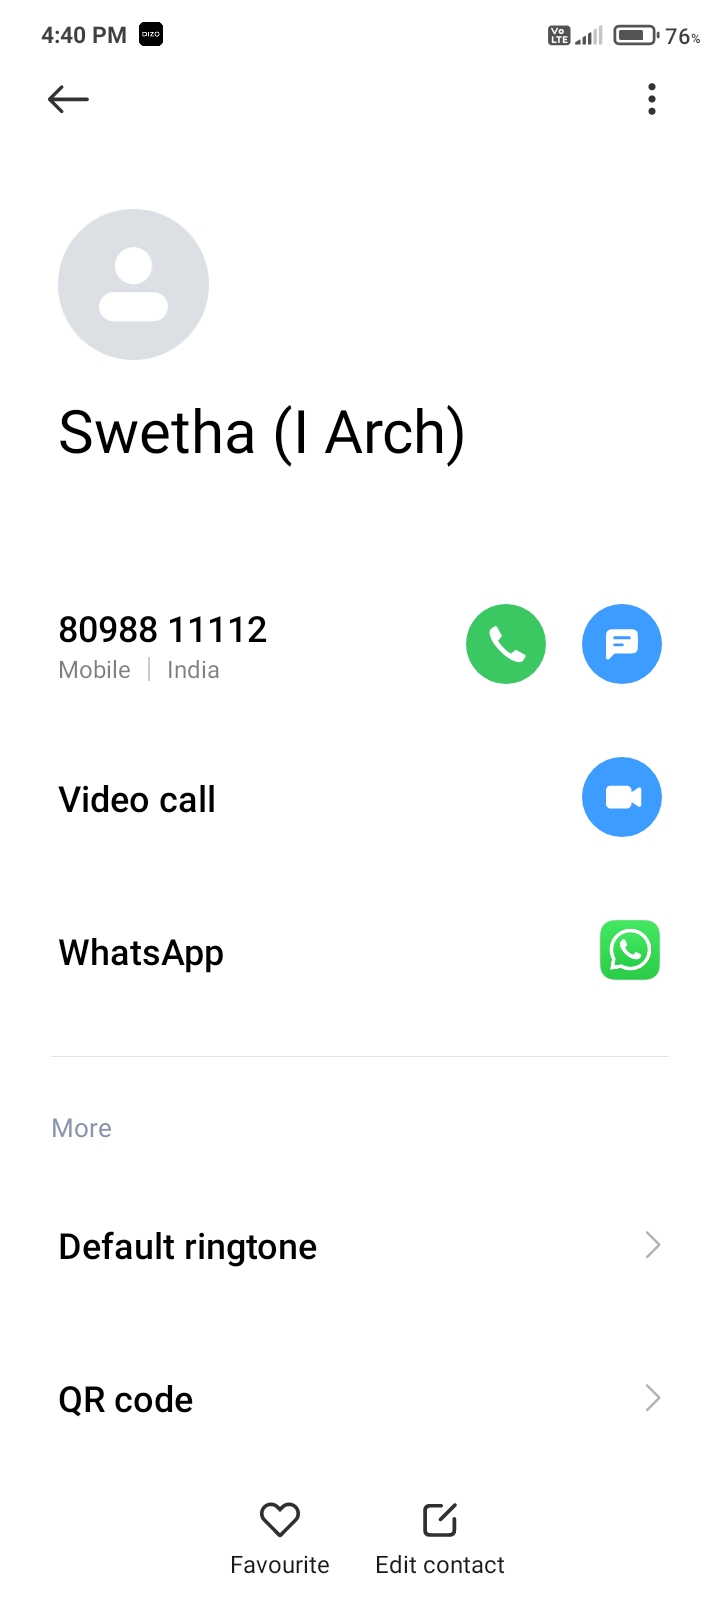 4:40 PM DIZO Vo LTE 76%
Swetha (I Arch)
80988 11112
Mobile | India
Video call
WhatsApp
More
Default ringtone
QR code
Favourite Edit contact